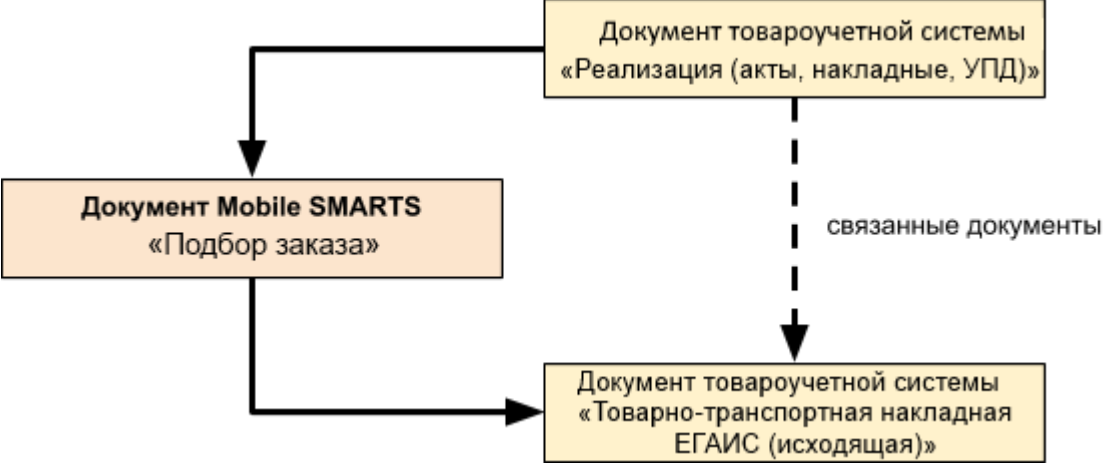 Документ товароучетной системы
«Реализация (акты, накладные, УПД)»
Документ Mobile SMARTS
«Подбор заказа»
связанные документы
Документ товароучетной системы
«Товарно-транспортная накладная
ЕГАИС (исходящая)»